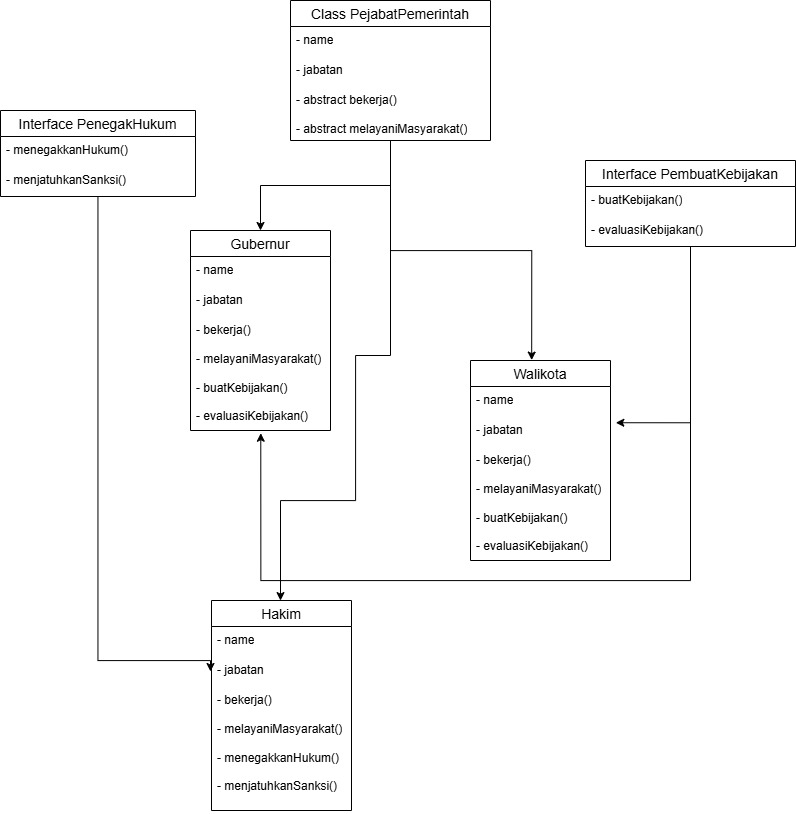 Class PejabatPemerintah
- name
- jabatan
- abstract bekerja()
- abstract melayaniMasyarakat()
Interface PenegakHukum
- menegakkanHukum()
- menjatuhkanSanksi()
Interface PembuatKebijakan
- buatKebijakan()
- evaluasiKebijakan()
Gubernur
- name
- jabatan
- bekerja()
- melayaniMasyarakat()
- buatKebijakan()
- evaluasiKebijakan()
Walikota
- name
- jabatan
- bekerja()
- melayaniMasyarakat()
- buatKebijakan()
- evaluasiKebijakan()
Hakim
- name
- jabatan
- bekerja()
- melayaniMasyarakat()
- menegakkanHukum()
- menjatuhkanSanksi()